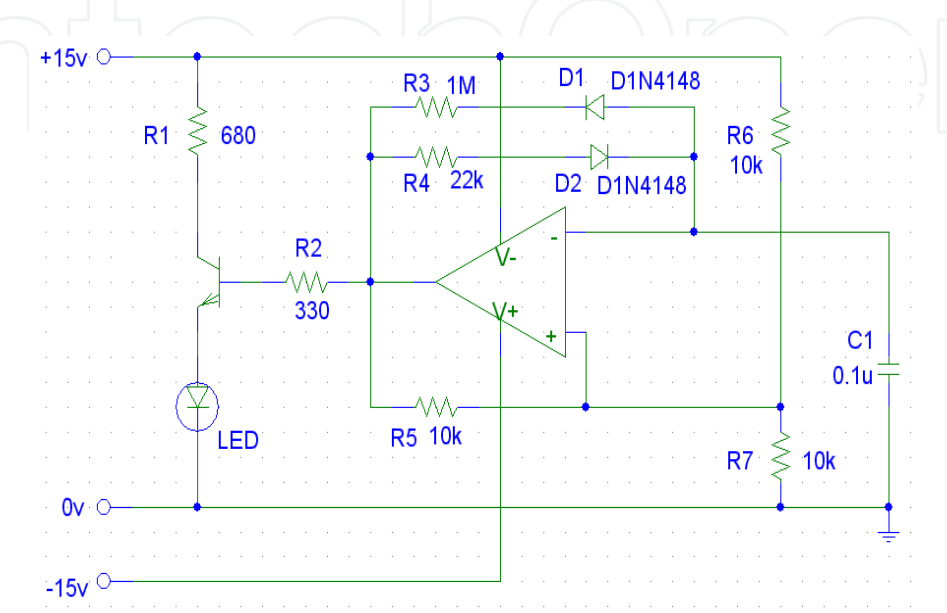 +15v
R3 1M
D1 D1N4148
R1 680
R6
10k
R4 22k
D2 D1N4148
R2
330
-
V-
V+
+
C1
0.1u
R5 10k
LED
R7 10k
0v
-15v